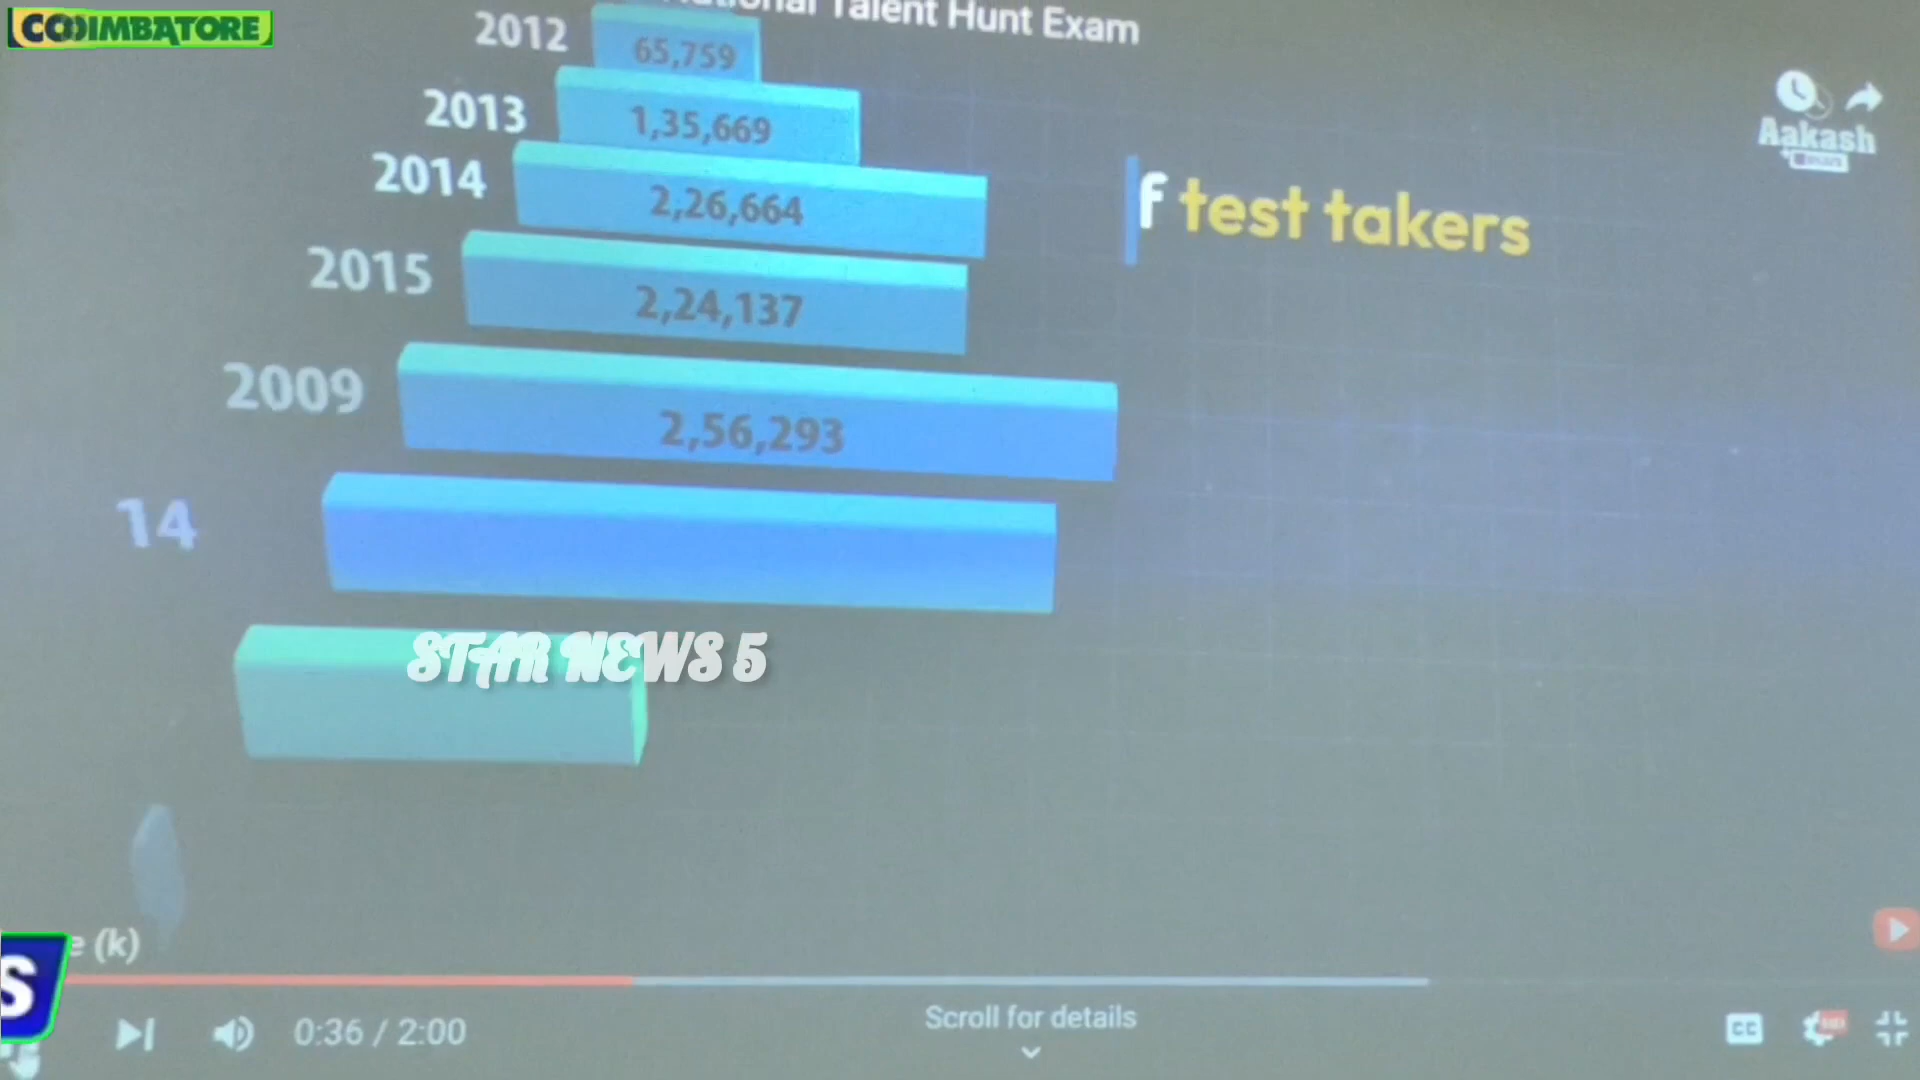 COIMBATORE
Talent Hunt Exam
2012
65,759
2013
1,35,669
Aakash
2014
2,26,664
f test takers
2015
2,24,137
2009
2,56,293
14
STAR NEWS 5
e (k)
S
0:36 / 2:00
Scroll for details
CC